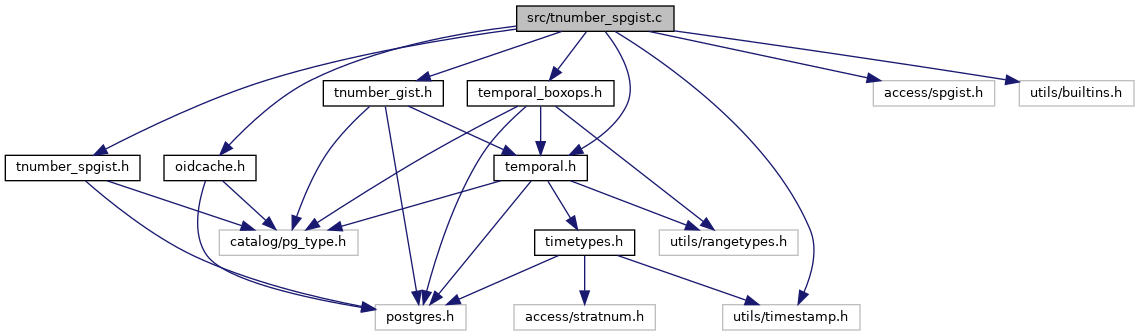 src/tnumber_spgist.c
tnumber_gist.h
temporal_boxops.h
access/spgist.h
utils/builtins.h
tnumber_spgist.h
oidcache.h
temporal.h
catalog/pg_type.h
timetypes.h
utils/rangetypes.h
postgres.h
access/stratnum.h
utils/timestamp.h